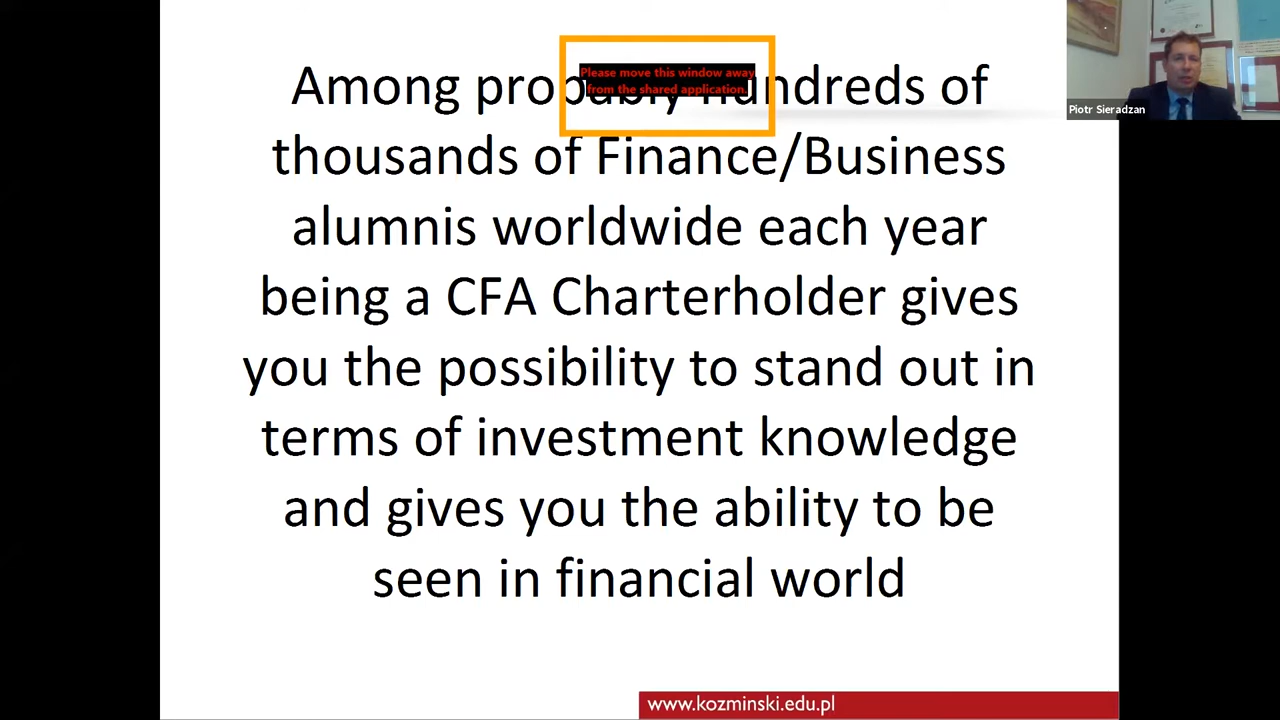 Among probably hundreds of
thousands of Finance/Business
alumnis worldwide each year
being a CFA Charterholder gives
you the possibility to stand out in
terms of investment knowledge
and gives you the ability to be
seen in financial world
Please move this window away
from the shared application.
Piotr Sieradzan
www.kozminski.edu.pl